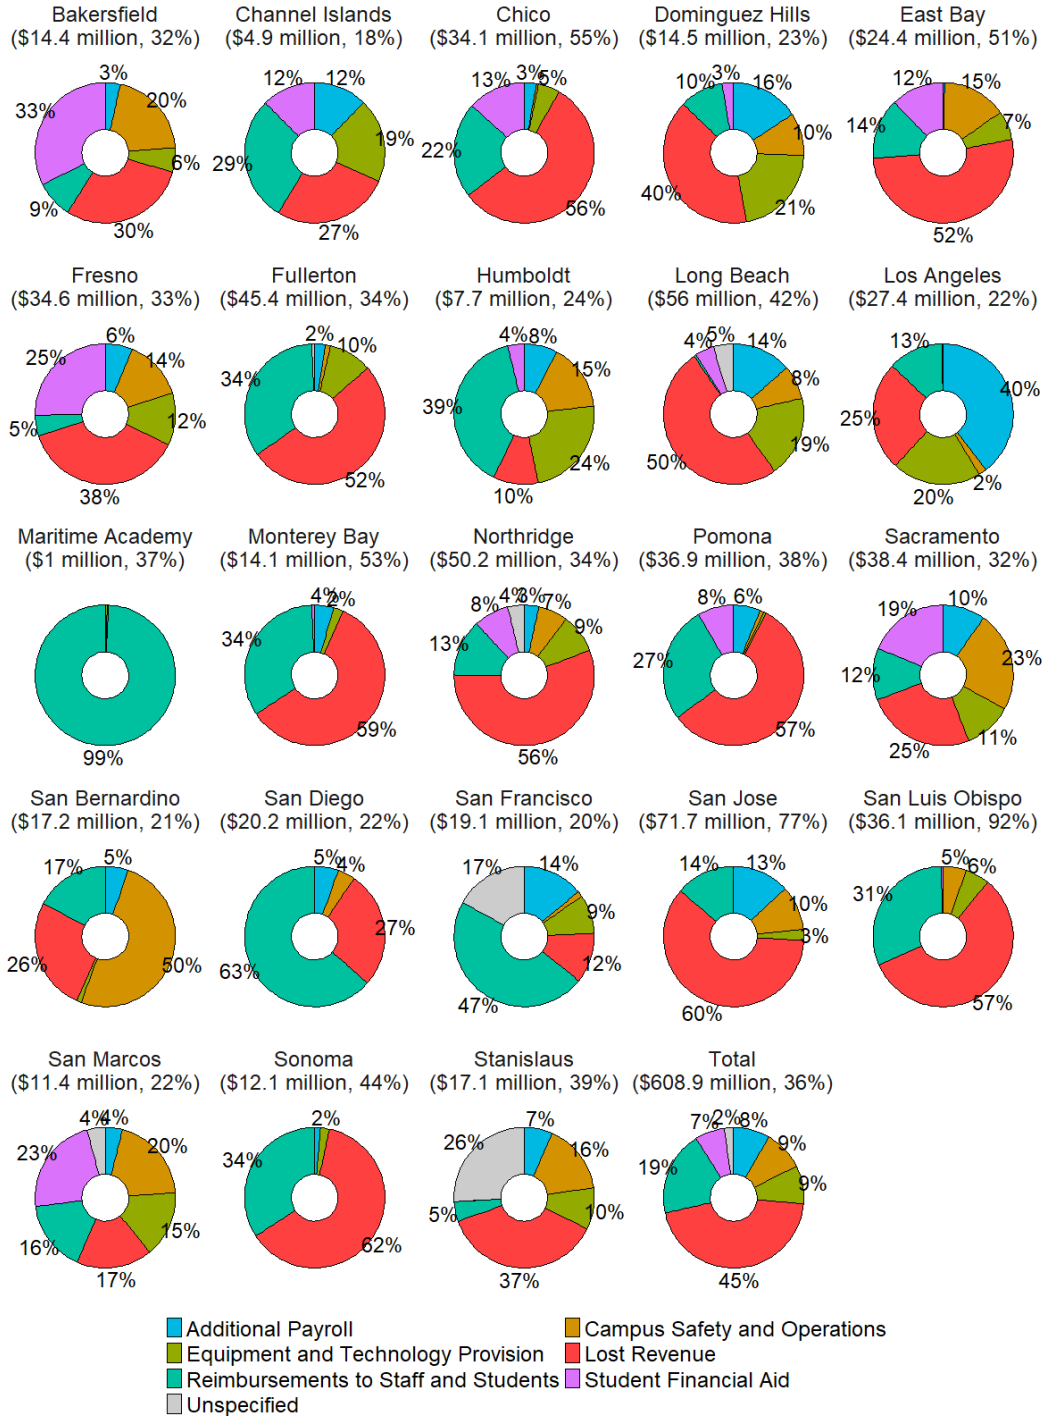 Bakersfield
($14.4 million, 32%)
3%
20%
6%
30%
9%
33%
Channel Islands
($4.9 million, 18%)
12%
19%
27%
29%
12%
Chico
($34.1 million, 55%)
3%
5%
56%
22%
13%
Dominguez Hills
($14.5 million, 23%)
16%
10%
21%
40%
10%
3%
East Bay
($24.4 million, 51%)
15%
7%
52%
14%
12%
Fresno
($34.6 million, 33%)
6%
14%
12%
38%
5%
25%
Fullerton
($45.4 million, 34%)
2%
10%
52%
34%
Humboldt
($7.7 million, 24%)
8%
15%
24%
10%
39%
4%
Long Beach
($56 million, 42%)
14%
8%
19%
50%
4%
5%
Los Angeles
($27.4 million, 22%)
40%
2%
20%
25%
13%
Maritime Academy
($1 million, 37%)
99%
Monterey Bay
($14.1 million, 53%)
4%
2%
59%
34%
Northridge
($50.2 million, 34%)
3%
7%
9%
56%
13%
8%
4%
Pomona
($36.9 million, 38%)
6%
57%
27%
8%
Sacramento
($38.4 million, 32%)
10%
23%
11%
25%
12%
19%
San Bernardino
($17.2 million, 21%)
5%
50%
26%
17%
San Diego
($20.2 million, 22%)
5%
4%
27%
63%
San Francisco
($19.1 million, 20%)
14%
9%
12%
47%
17%
San Jose
($71.7 million, 77%)
13%
10%
3%
60%
14%
San Luis Obispo
($36.1 million, 92%)
5%
6%
57%
31%
San Marcos
($11.4 million, 22%)
4%
20%
15%
17%
16%
23%
4%
Sonoma
($12.1 million, 44%)
2%
62%
34%
Stanislaus
($17.1 million, 39%)
7%
16%
10%
37%
5%
26%
Total
($608.9 million, 36%)
8%
9%
9%
45%
19%
7%
2%
Additional Payroll
Campus Safety and Operations
Equipment and Technology Provision
Lost Revenue
Reimbursements to Staff and Students
Student Financial Aid
Unspecified